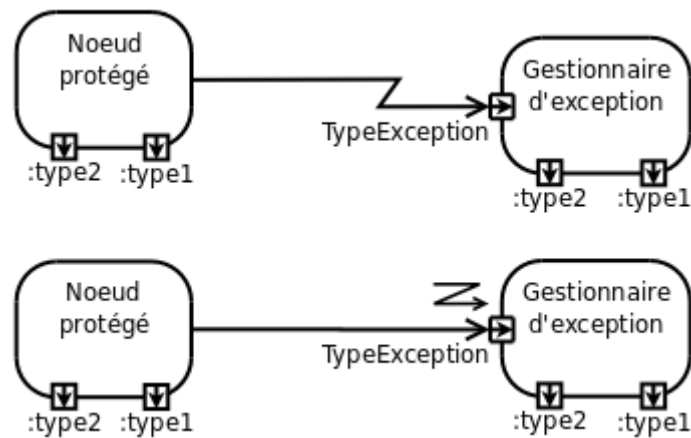 Noeud
protégé
Gestionnaire
d'exception
TypeException
:type2 :type1
:type2 :type1
Noeud
protégé
Gestionnaire
d'exception
TypeException
:type2 :type1
:type2 :type1